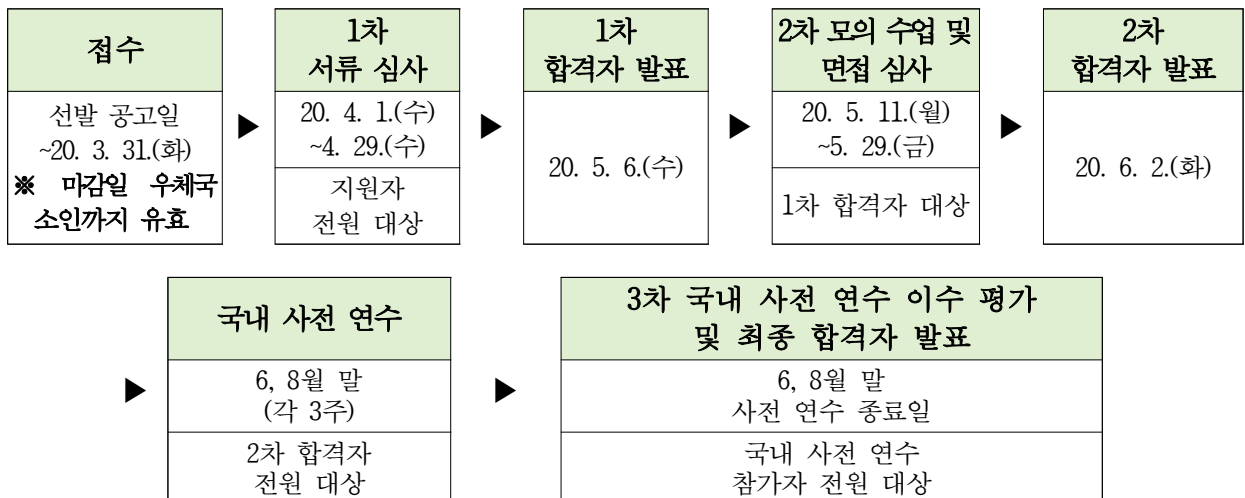 접수
선발 공고일
~20. 3. 31.(화)
※ 마감일 우체국
소인까지 유효
▶
1차
서류 심사
20. 4. 1.(수)
~4. 29.(수)
지원자
전원 대상
▶
1차
합격자 발표
20. 5. 6.(수)
▶
2차 모의 수업 및
면접 심사
20. 5. 11.(월)
~5. 29.(금)
1차 합격자 대상
▶
2차
합격자 발표
20. 6. 2.(화)
▶
국내 사전 연수
6, 8월 말
(각 3주)
2차 합격자
전원 대상
▶
3차 국내 사전 연수 이수 평가
및 최종 합격자 발표
6, 8월 말
사전 연수 종료일
국내 사전 연수
참가자 전원 대상